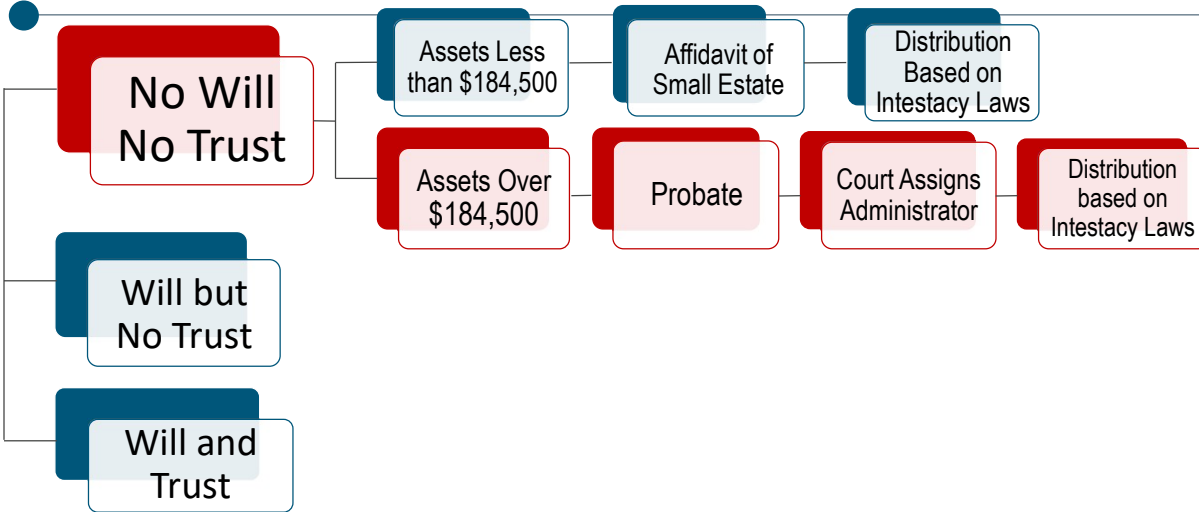 No Will
No Trust
Assets Less
than $184,500
Affidavit of
Small Estate
Distribution
Based on
Intestacy Laws
Assets Over
$184,500
Probate
Court Assigns
Administrator
Distribution
based on
Intestacy Laws
Will but
No Trust
Will and
Trust